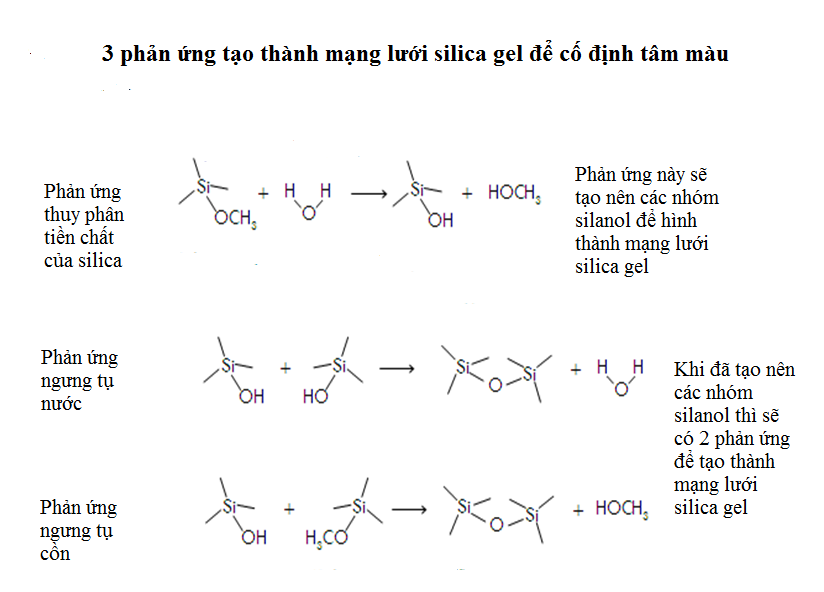 3 phản ứng tạo thành mạng lưới silica gel để cố định tâm màu
Phản ứng
thuy phân
tiền chất
của silica
Si
OCH₃
+
H H
O
Si
OH
+ HOCH₃
Phản ứng này sẽ
tạo nên các nhóm
silanol để hình
thành mạng lưới
silica gel
Phản ứng
ngưng tụ
nước
Si
OH
+
Si
HO
Si O Si
+ H H
O
Khi đã tạo nên
các nhóm
silanol thì sẽ
có 2 phản ứng
để tạo thành
mạng lưới
silica gel
Phản ứng
ngưng tụ
cồn
Si
OH
+
Si
H₃CO
Si O Si
+ HOCH₃